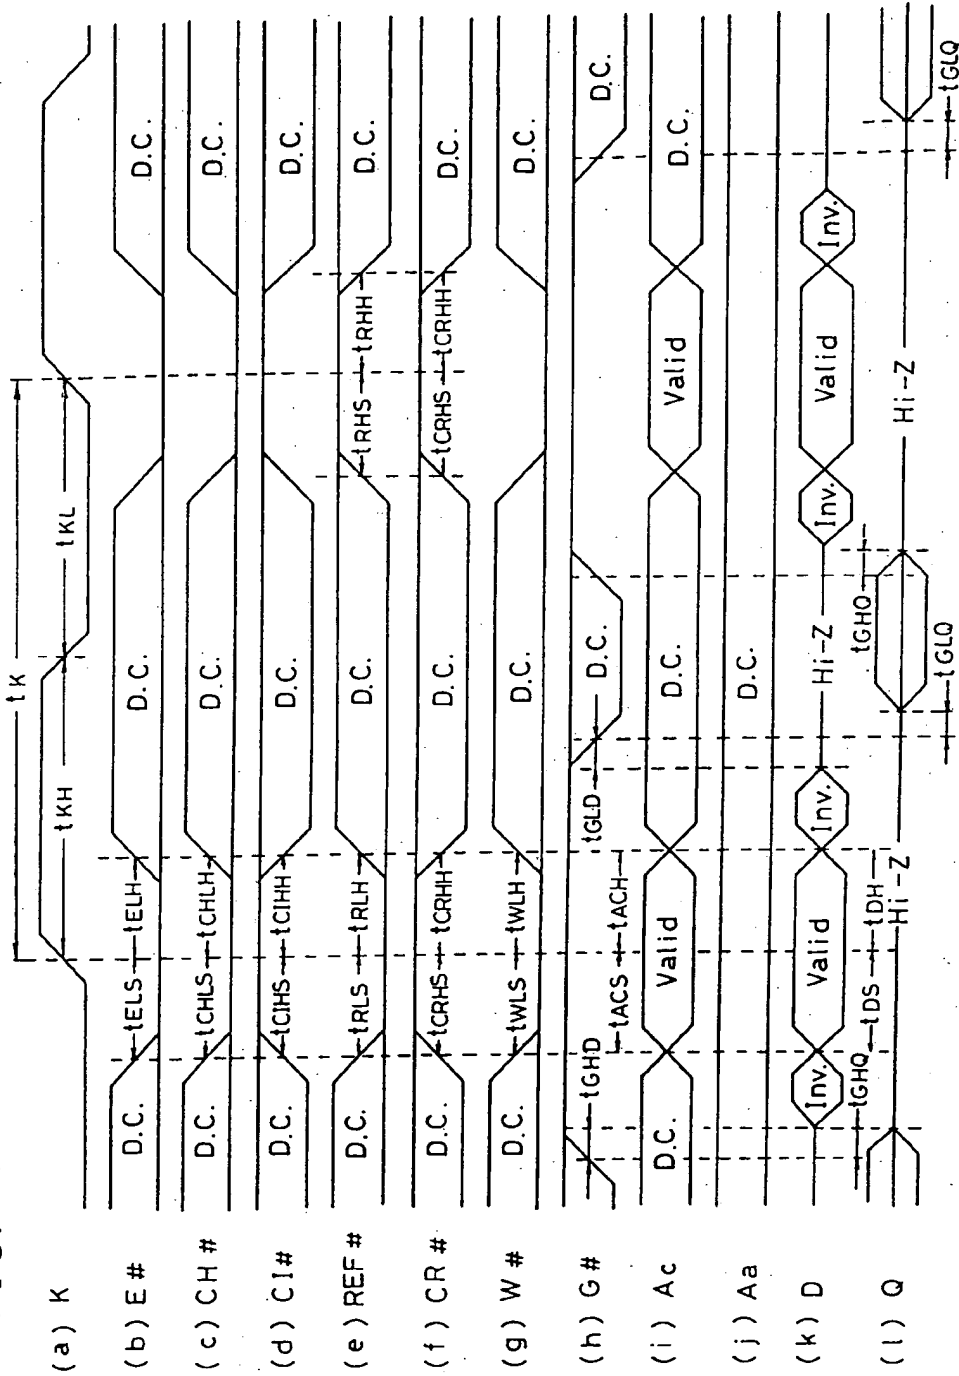 tK
(a) K tKH tKL
(b) E# D.C. tELS tELH D.C. D.C.
(c) CH# D.C. tCHLS tCHLH D.C. D.C.
(d) CI# D.C. tCIHS tCIHH D.C. D.C.
(e) REF# D.C. tRLS tRLH D.C. tRHS tRHH D.C.
(f) CR# D.C. tCRHS tCRHH D.C. tCRHS tCRHH D.C.
(g) W# D.C. tWLS tWLH D.C. D.C.
(h) G# tGHD tGLD D.C. D.C.
tACS tACH
(i) Ac D.C. Valid D.C. Valid D.C.
(j) Aa D.C.
(k) D Inv. Valid Inv. Hi-Z Inv. Valid Inv.
tGHQ tDS tDH tGHQ
(l) Q Hi-Z Hi-Z
tGLQ tGLQ